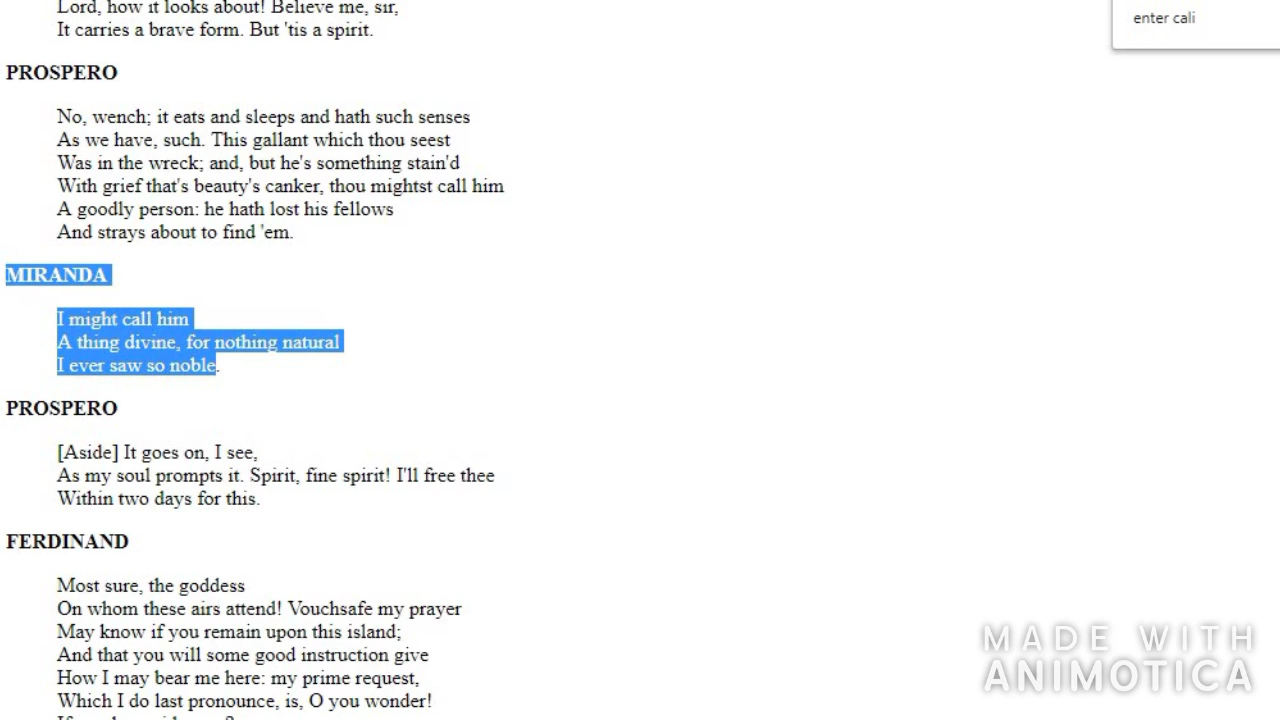 Lord, how it looks about! Believe me, sir,
It carries a brave form. But 'tis a spirit.
enter cali
PROSPERO
No, wench; it eats and sleeps and hath such senses
As we have, such. This gallant which thou seest
Was in the wreck; and, but he's something stain'd
With grief that's beauty's canker, thou mightst call him
A goodly person: he hath lost his fellows
And strays about to find 'em.
MIRANDA
I might call him
A thing divine, for nothing natural
I ever saw so noble.
PROSPERO
[Aside] It goes on, I see,
As my soul prompts it. Spirit, fine spirit! I'll free thee
Within two days for this.
FERDINAND
Most sure, the goddess
On whom these airs attend! Vouchsafe my prayer
May know if you remain upon this island;
And that you will some good instruction give
How I may bear me here: my prime request,
Which I do last pronounce, is, O you wonder!
MADE WITH
ANIMOTICA